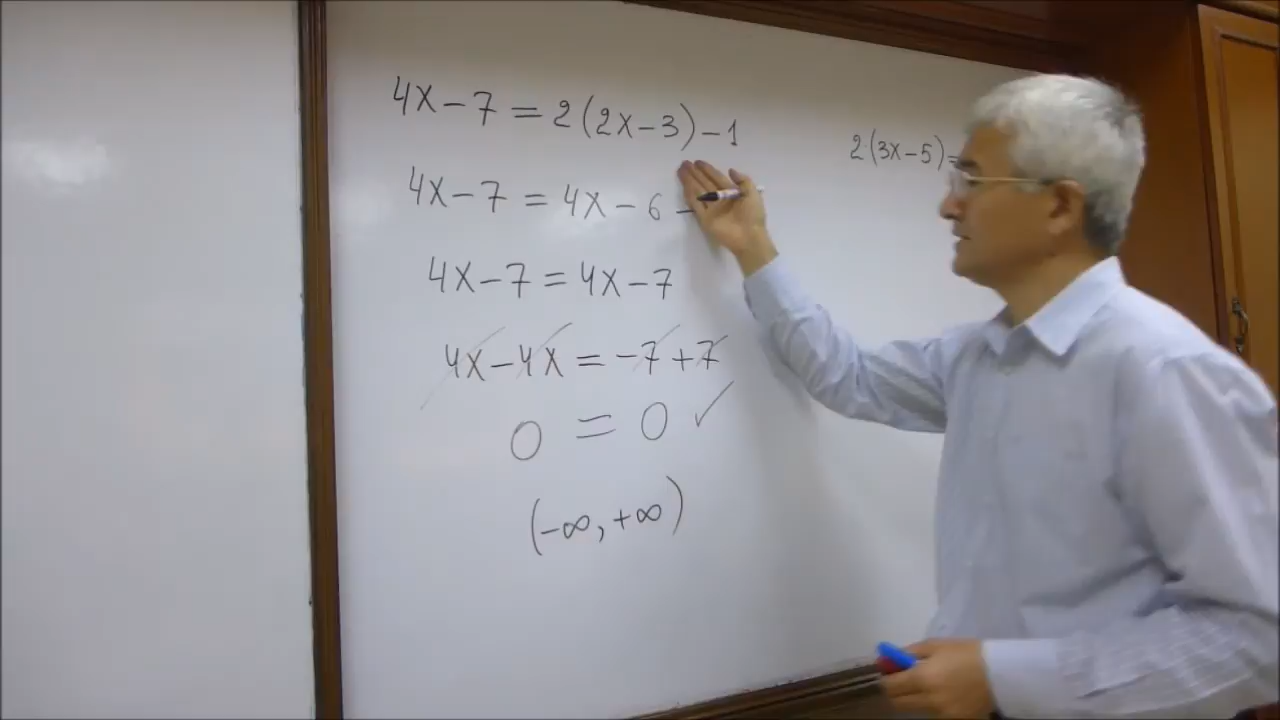 4x-7=2(2x-3)-1
4x-7=4x-6-
4x-7=4x-7
4x-4x=-7+7
0=0 ✓
(-∞,+∞)
2·(3x-5)=